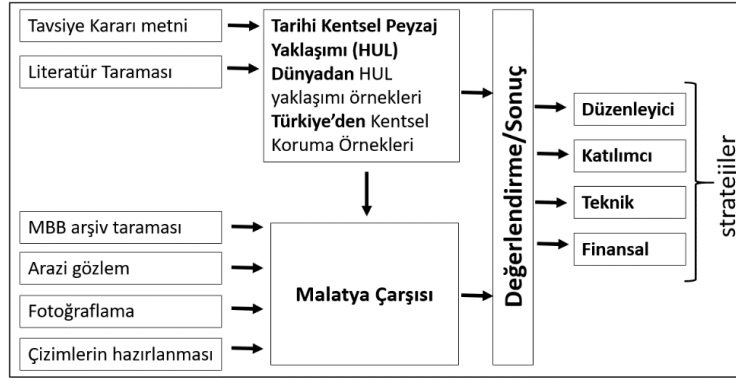 Tavsiye Kararı metni
Literatür Taraması
Tarihi Kentsel Peyzaj
Yaklaşımı (HUL)
Dünyadan HUL
yaklaşımı örnekleri
Türkiye’den Kentsel
Koruma Örnekleri
MBB arşiv taraması
Arazi gözlem
Fotoğraflama
Çizimlerin hazırlanması
Malatya Çarşısı
Değerlendirme/Sonuç
Düzenleyici
Katılımcı
Teknik
Finansal
stratejiler